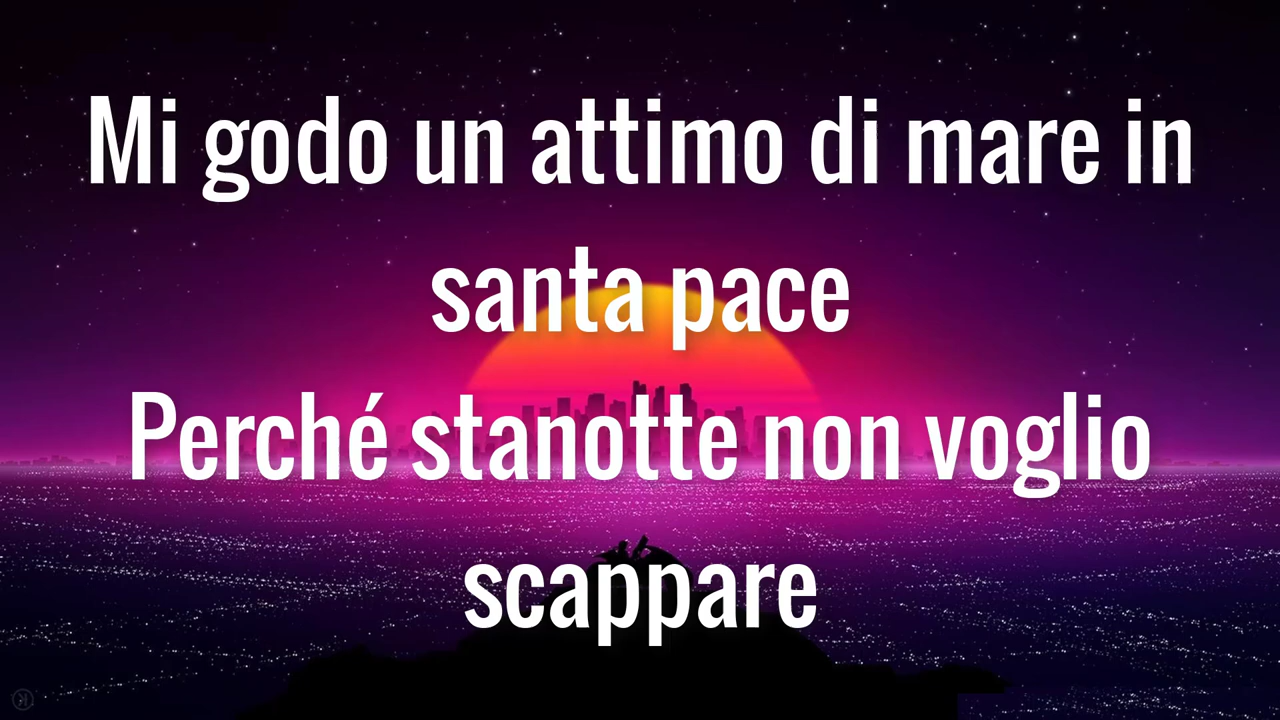 Mi godo un attimo di mare in
santa pace
Perché stanotte non voglio
scappare